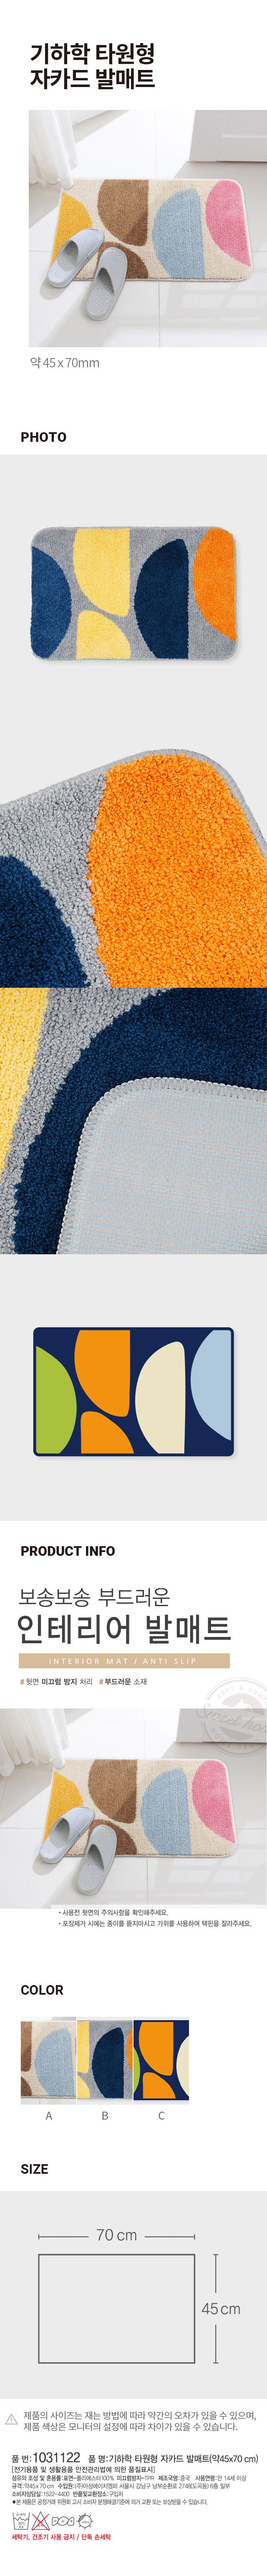 기하학 타원형
자카드 발매트
약 45 x 70mm
PHOTO
PRODUCT INFO
보송보송 부드러운
인테리어 발매트
INTERIOR MAT / ANTI SLIP
#뒷면 미끄럼 방지 처리 #부드러운 소재
• 사용전 뒷면의 주의사항을 확인해주세요.
• 포장제거 시에는 종이를 뜯지마시고 가위를 사용하여 택핀을 잘라주세요.
COLOR
A B C
SIZE
70 cm
45 cm
제품의 사이즈는 재는 방법에 따라 약간의 오차가 있을 수 있으며,
제품 색상은 모니터의 설정에 따라 차이가 있을 수 있습니다.
품 번:1031122 품 명:기하학 타원형 자카드 발매트(약45x70 cm)
[전기용품 및 생활용품 안전관리법에 의한 품질표시]
섬유의 조성 및 혼용률:표면-폴리에스터100% 미끄럼방지-TPR 제조국명:중국 사용연령:만 14세 이상
규격:약45 x 70 cm 수입원:(주)아성에이치엠피 서울시 강남구 남부순환로 2748(도곡동) 6층 일부
소비자상담실:1522-4400 반품및교환장소:구입처
★본 제품은 공정거래 위원회 고시 소비자 분쟁해결기준에 의거 교환 또는 보상받을 수 있습니다.
세탁기, 건조기 사용 금지 / 단독 손세탁